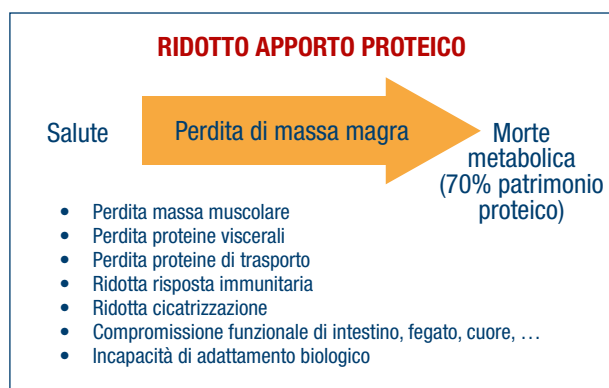 RIDOTTO APPORTO PROTEICO
Salute
Perdita di massa magra
Morte
metabolica
(70% patrimonio
proteico)
• Perdita massa muscolare
• Perdita proteine viscerali
• Perdita proteine di trasporto
• Ridotta risposta immunitaria
• Ridotta cicatrizzazione
• Compromissione funzionale di intestino, fegato, cuore, …
• Incapacità di adattamento biologico